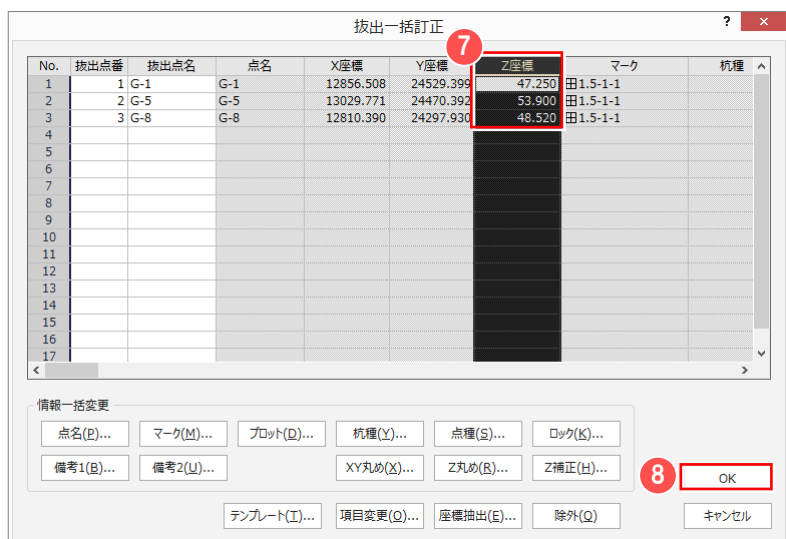 抜出一括訂正 ? ×
7
No. 抜出点番 抜出点名 点名 X座標 Y座標 Z座標 マーク 杭種
1 1 G-1 G-1 12856.508 24529.399 47.250 田1.5-1-1
2 2 G-5 G-5 13029.771 24470.392 53.900 田1.5-1-1
3 3 G-8 G-8 12810.390 24297.930 48.520 田1.5-1-1
4
5
6
7
8
9
10
11
12
13
14
15
16
17
情報一括変更
点名(P)... マーク(M)... プロット(D)... 杭種(Y)... 点種(S)... ロック(K)...
備考1(B)... 備考2(U)... XY丸め(X)... Z丸め(R)... Z補正(H)...
8 OK
テンプレート(T)... 項目変更(O)... 座標抽出(E)... 除外(Q) キャンセル